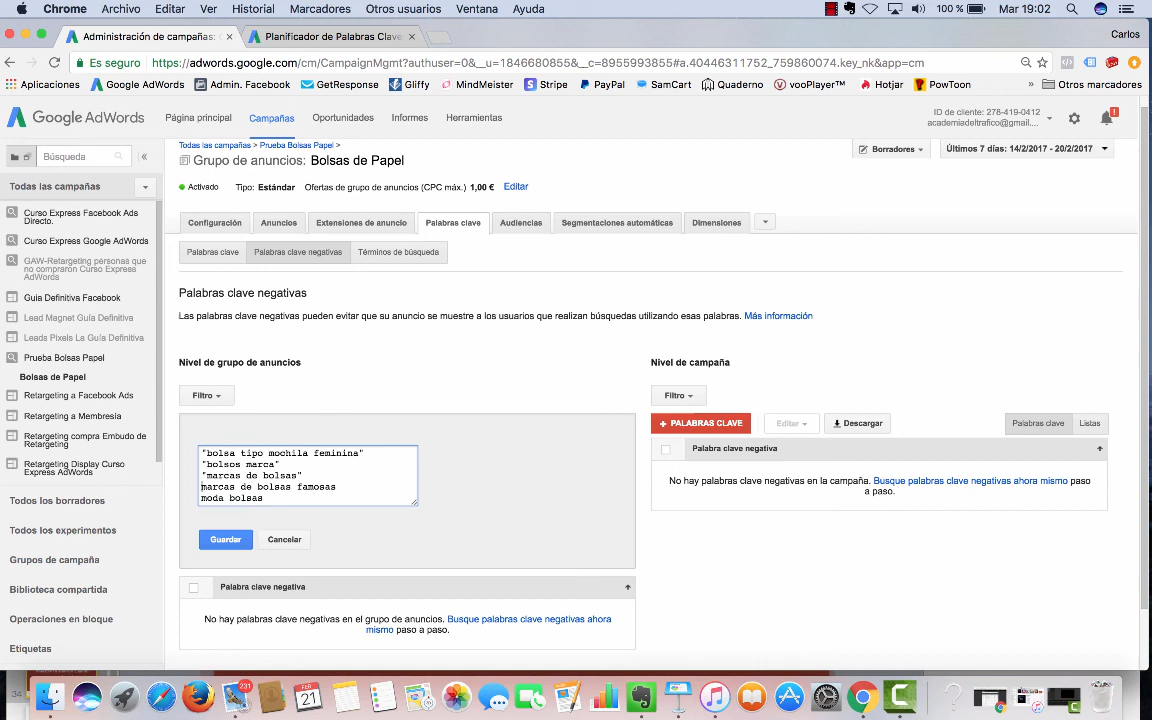 Chrome Archivo Editar Ver Historial Marcadores Otros usuarios Ventana Ayuda 100 % Mar 19:02
Administración de campañas: × Planificador de Palabras Clave × Carlos
Es seguro https://adwords.google.com/cm/CampaignMgmt?authuser=0&__u=1846680855&__c=8955993855#a.40446311752_759860074.key_nk&app=cm
Aplicaciones Google AdWords Admin. Facebook GetResponse Gliffy MindMeister Stripe PayPal SamCart Quaderno vooPlayer™ Hotjar PowToon » Otros marcadores
Google AdWords Página principal Campañas Oportunidades Informes Herramientas
ID de cliente: 278-419-0412
academiadeltrafico@gmail....
1
Búsqueda
Todas las campañas
Curso Express Facebook Ads
Directo.
Curso Express Google AdWords
GAW-Retargeting personas que
no compraron Curso Express
AdWords
Guia Definitiva Facebook
Lead Magnet Guía Definitiva
Leads Pixels La Guía Definitiva
Prueba Bolsas Papel
Bolsas de Papel
Retargeting a Facebook Ads
Retargeting a Membresía
Retargeting compra Embudo de
Retargeting
Retargeting Display Curso
Express AdWords
Todos los borradores
Todos los experimentos
Grupos de campaña
Biblioteca compartida
Operaciones en bloque
Etiquetas
Todas las campañas > Prueba Bolsas Papel >
Grupo de anuncios: Bolsas de Papel
Borradores
Últimos 7 días: 14/2/2017 - 20/2/2017
Activado Tipo: Estándar Ofertas de grupo de anuncios (CPC máx.) 1,00 € Editar
Configuración Anuncios Extensiones de anuncio Palabras clave Audiencias Segmentaciones automáticas Dimensiones
Palabras clave Palabras clave negativas Términos de búsqueda
Palabras clave negativas
Las palabras clave negativas pueden evitar que su anuncio se muestre a los usuarios que realizan búsquedas utilizando esas palabras. Más información
Nivel de grupo de anuncios
Filtro
"bolsa tipo mochila feminina"
"bolsos marca"
"marcas de bolsas"
marcas de bolsas famosas
moda bolsas
Guardar Cancelar
Palabra clave negativa
No hay palabras clave negativas en el grupo de anuncios. Busque palabras clave negativas ahora
mismo paso a paso.
Nivel de campaña
Filtro
+ PALABRAS CLAVE Editar Descargar Palabras clave Listas
Palabra clave negativa
No hay palabras clave negativas en la campaña. Busque palabras clave negativas ahora mismo paso
a paso.
34
231
FEB
21